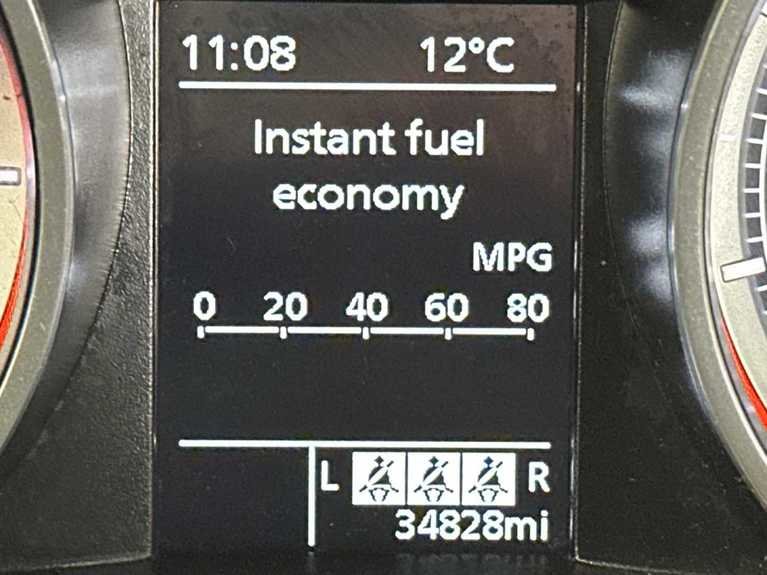 11:08 12°C
Instant fuel
economy
MPG
0 20 40 60 80
L R
34828mi